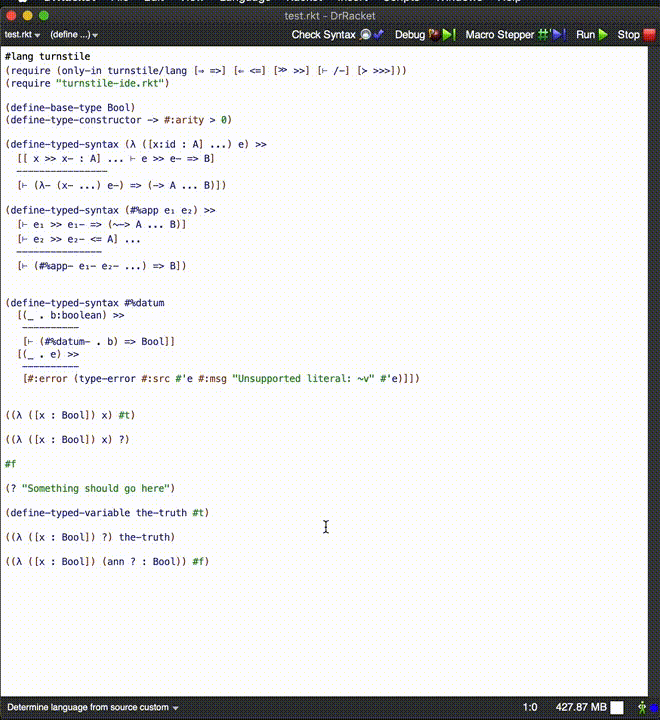 test.rkt - DrRacket
test.rkt (define ...) Check Syntax Debug Macro Stepper Run Stop
#lang turnstile
(require (only-in turnstile/lang [⇒ =>] [⇐ <=] [≫ >>] [⊢ /-] [> >>>]))
(require "turnstile-ide.rkt")
(define-base-type Bool)
(define-type-constructor -> #:arity > 0)
(define-typed-syntax (λ ([x:id : A] ...) e) >>
[[ x >> x- : A] ... ⊢ e >> e- => B]
────────────────
[⊢ (λ- (x- ...) e-) => (-> A ... B)])
(define-typed-syntax (#%app e₁ e₂) >>
[⊢ e₁ >> e₁- => (~-> A ... B)]
[⊢ e₂ >> e₂- <= A] ...
───────────────
[⊢ (#%app- e₁- e₂- ...) => B])
(define-typed-syntax #%datum
[(_ . b:boolean) >>
──────────
[⊢ (#%datum- . b) => Bool]]
[(_ . e) >>
──────────
[#:error (type-error #:src #'e #:msg "Unsupported literal: ~v" #'e)]])
((λ ([x : Bool]) x) #t)
((λ ([x : Bool]) x) ?)
#f
(? "Something should go here")
(define-typed-variable the-truth #t)
((λ ([x : Bool]) ?) the-truth)
((λ ([x : Bool]) (ann ? : Bool)) #f)
Determine language from source custom 1:0 427.87 MB